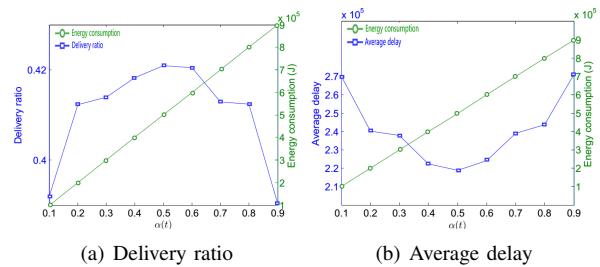 × 10^5
Energy consumption
Delivery ratio
0.42
0.4
Delivery ratio
9
8
7
6
5
4
3
2
1
Energy consumption (J)
0.1 0.2 0.3 0.4 0.5 0.6 0.7 0.8 0.9
α(t)
(a) Delivery ratio
× 10^5
× 10^5
Energy consumption
Average delay
2.7
2.6
2.5
2.4
2.3
2.2
2.1
Average delay
9
8
7
6
5
4
3
2
1
Energy consumption (J)
0.1 0.2 0.3 0.4 0.5 0.6 0.7 0.8 0.9
α(t)
(b) Average delay